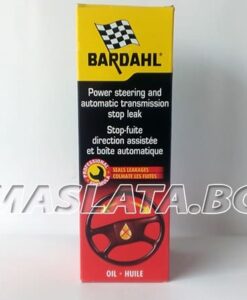 BARDAHL
Power steering and
automatic transmission
stop leak
Stop-fuite
direction assistée
et boîte automatique
SEALS LEAKAGES
COLMATE LES FUITES
MASLATA.BG
OIL - HUILE